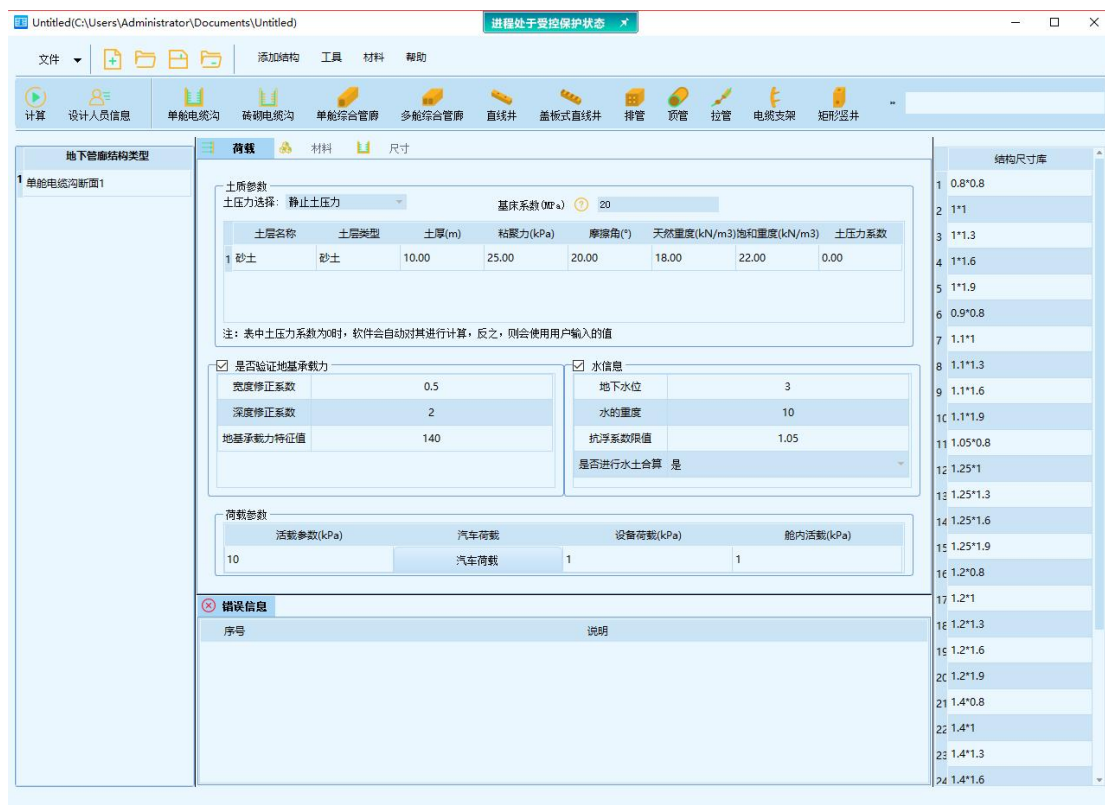 Untitled(C:\Users\Administrator\Documents\Untitled)
进程处于受控保护状态
文件
添加结构 工具 材料 帮助
计算 设计人员信息 单舱电缆沟 砖砌电缆沟 单舱综合管廊 多舱综合管廊 直线井 盖板式直线井 排管 顶管 拉管 电缆支架 矩形竖井
地下管廊结构类型
1 单舱电缆沟断面1
荷载 材料 尺寸
土质参数
土压力选择: 静止土压力 基床系数(MPa) ? 20
土层名称 土层类型 土厚(m) 粘聚力(kPa) 摩擦角(°) 天然重度(kN/m3) 饱和重度(kN/m3) 土压力系数
1 砂土 砂土 10.00 25.00 20.00 18.00 22.00 0.00
注: 表中土压力系数为0时，软件会自动对其进行计算，反之，则会使用用户输入的值
是否验证地基承载力
宽度修正系数 0.5
深度修正系数 2
地基承载力特征值 140
水信息
地下水位 3
水的重度 10
抗浮系数限值 1.05
是否进行水土合算 是
荷载参数
活载参数(kPa) 汽车荷载 设备荷载(kPa) 舱内活载(kPa)
10 汽车荷载 1 1
错误信息
序号 说明
结构尺寸库
1 0.8*0.8
2 1*1
3 1*1.3
4 1*1.6
5 1*1.9
6 0.9*0.8
7 1.1*1
8 1.1*1.3
9 1.1*1.6
10 1.1*1.9
11 1.05*0.8
12 1.25*1
13 1.25*1.3
14 1.25*1.6
15 1.25*1.9
16 1.2*0.8
17 1.2*1
18 1.2*1.3
19 1.2*1.6
20 1.2*1.9
21 1.4*0.8
22 1.4*1
23 1.4*1.3
24 1.4*1.6